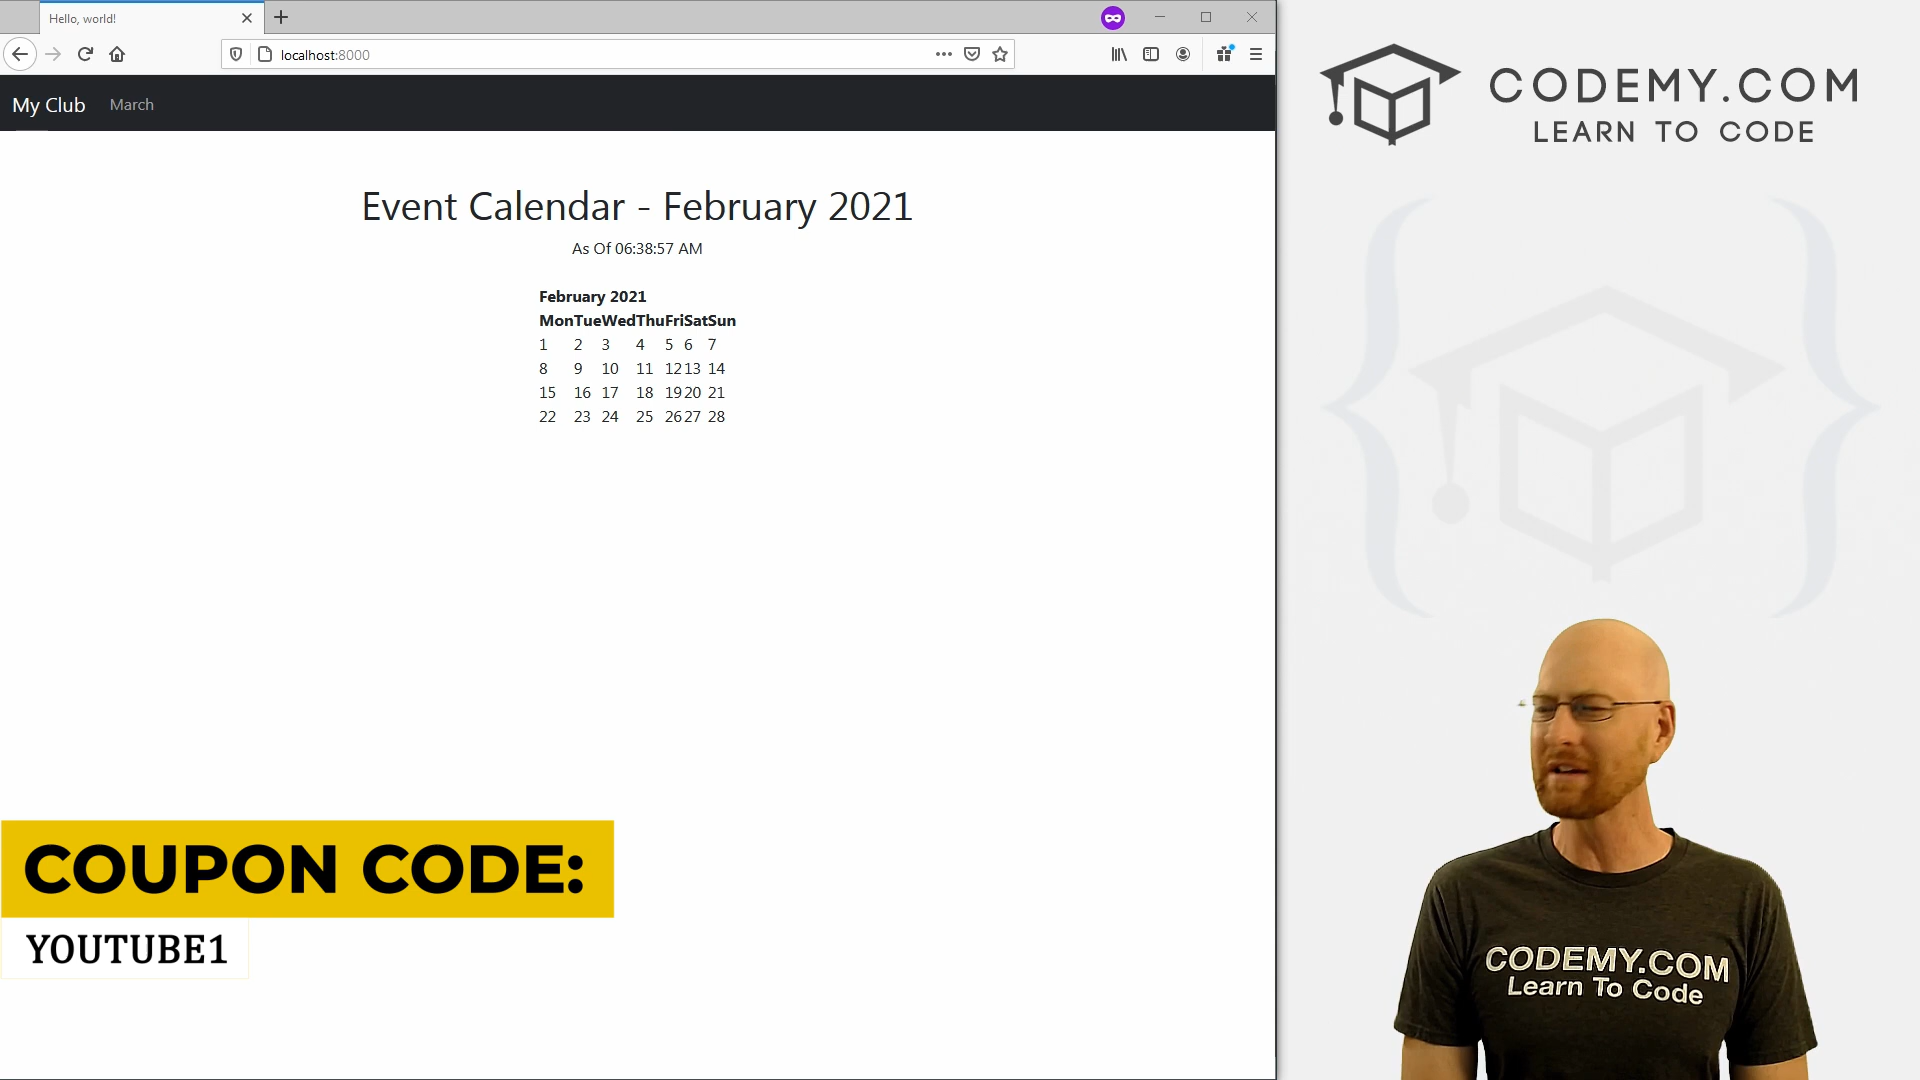 Hello, world!
localhost:8000
My Club March
Event Calendar - February 2021
As Of 06:38:57 AM
February 2021
MonTueWedThuFriSatSun
1 2 3 4 5 6 7
8 9 10 11 12 13 14
15 16 17 18 19 20 21
22 23 24 25 26 27 28
COUPON CODE:
YOUTUBE1
CODEMY.COM
LEARN TO CODE
CODEMY.COM
Learn To Code